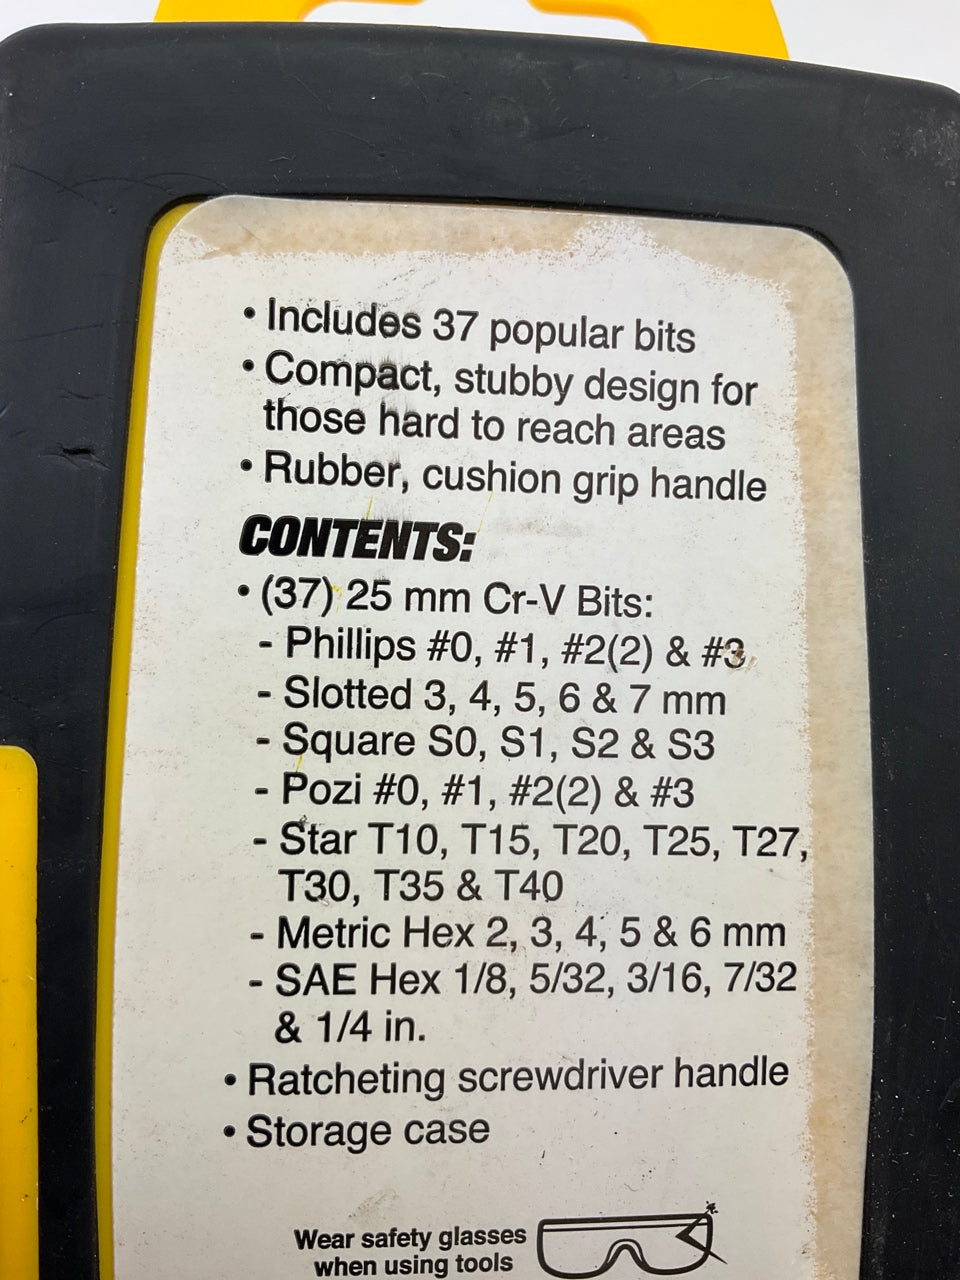 • Includes 37 popular bits
• Compact, stubby design for
those hard to reach areas
• Rubber, cushion grip handle
CONTENTS:
• (37) 25 mm Cr-V Bits:
- Phillips #0, #1, #2(2) & #3
- Slotted 3, 4, 5, 6 & 7 mm
- Square S0, S1, S2 & S3
- Pozi #0, #1, #2(2) & #3
- Star T10, T15, T20, T25, T27,
T30, T35 & T40
- Metric Hex 2, 3, 4, 5 & 6 mm
- SAE Hex 1/8, 5/32, 3/16, 7/32
& 1/4 in.
• Ratcheting screwdriver handle
• Storage case
Wear safety glasses
when using tools